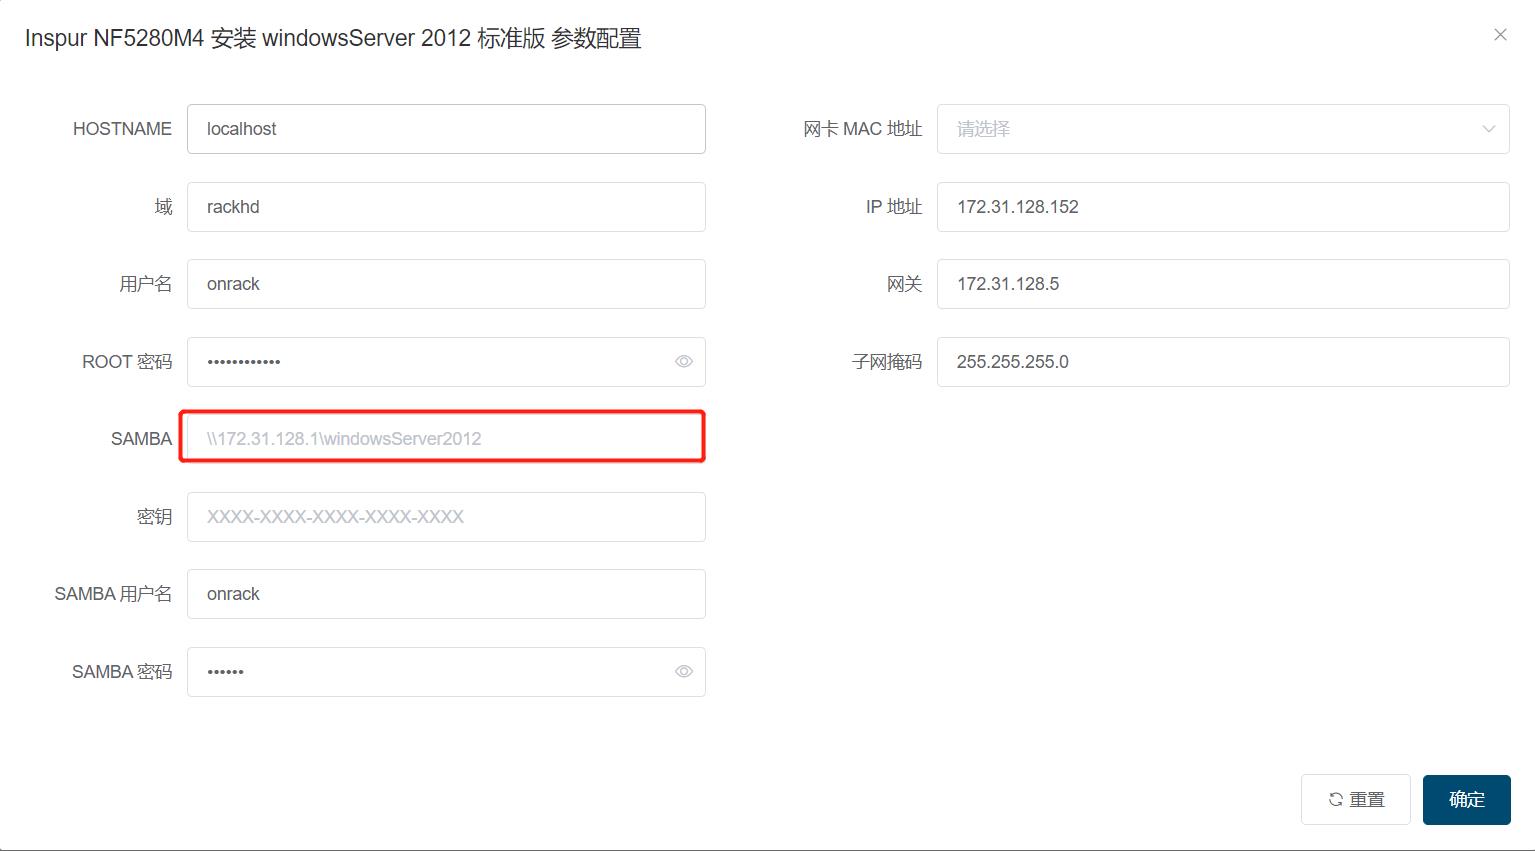 Inspur NF5280M4 安装 windowsServer 2012 标准版 参数配置
HOSTNAME
localhost
网卡 MAC 地址
请选择
域
rackhd
IP 地址
172.31.128.152
用户名
onrack
网关
172.31.128.5
ROOT 密码
••••••••••••
子网掩码
255.255.255.0
SAMBA
\\172.31.128.1\windowsServer2012
密钥
XXXX-XXXX-XXXX-XXXX-XXXX
SAMBA 用户名
onrack
SAMBA 密码
••••••
重置
确定